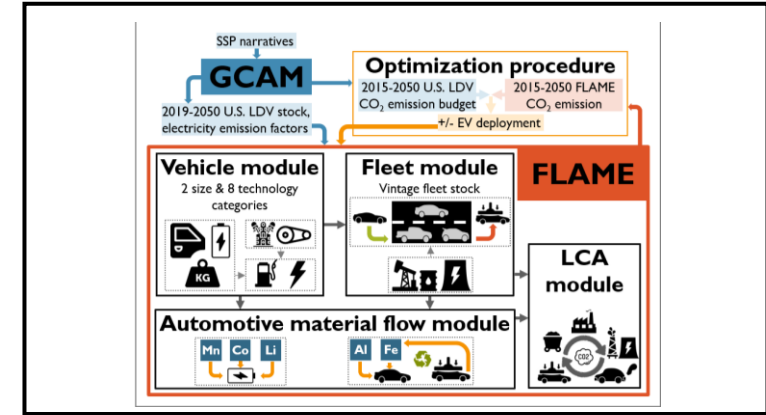 SSP narratives
GCAM
Optimization procedure
2015-2050 U.S. LDV
CO₂ emission budget
2015-2050 FLAME
CO₂ emission
+/- EV deployment
2019-2050 U.S. LDV stock,
electricity emission factors
FLAME
Vehicle module
2 size & 8 technology
categories
KG
Fleet module
Vintage fleet stock
LCA
module
CO2
Automotive material flow module
Mn Co Li
Al Fe